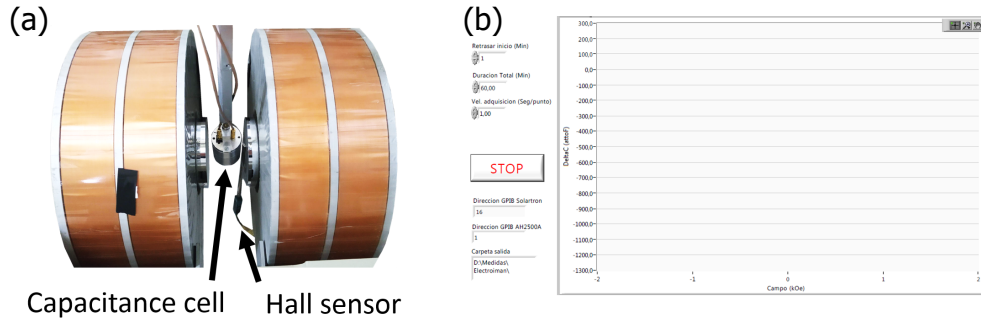 (a)
Capacitance cell
Hall sensor
(b)
Retrasar inicio (Min)
1
Duracion Total (Min)
60,00
Vel. adquisicion (Seg/punto)
1,00
STOP
Direccion GPIB Solartron
16
Direccion GPIB AH2500A
1
Carpeta salida
D:\Medidas\
Electroiman\
DeltaC (attoF)
300,0
200,0
100,0
0,0
-100,0
-200,0
-300,0
-400,0
-500,0
-600,0
-700,0
-800,0
-900,0
-1000,0
-1100,0
-1200,0
-1300,0
-2
-1
0
1
2
Campo (kOe)